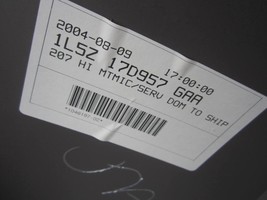 2004-08-09 17:00:00
1L5Z 17D957 GAA
207 HI MTMIC/SERV DOM TO SHIP